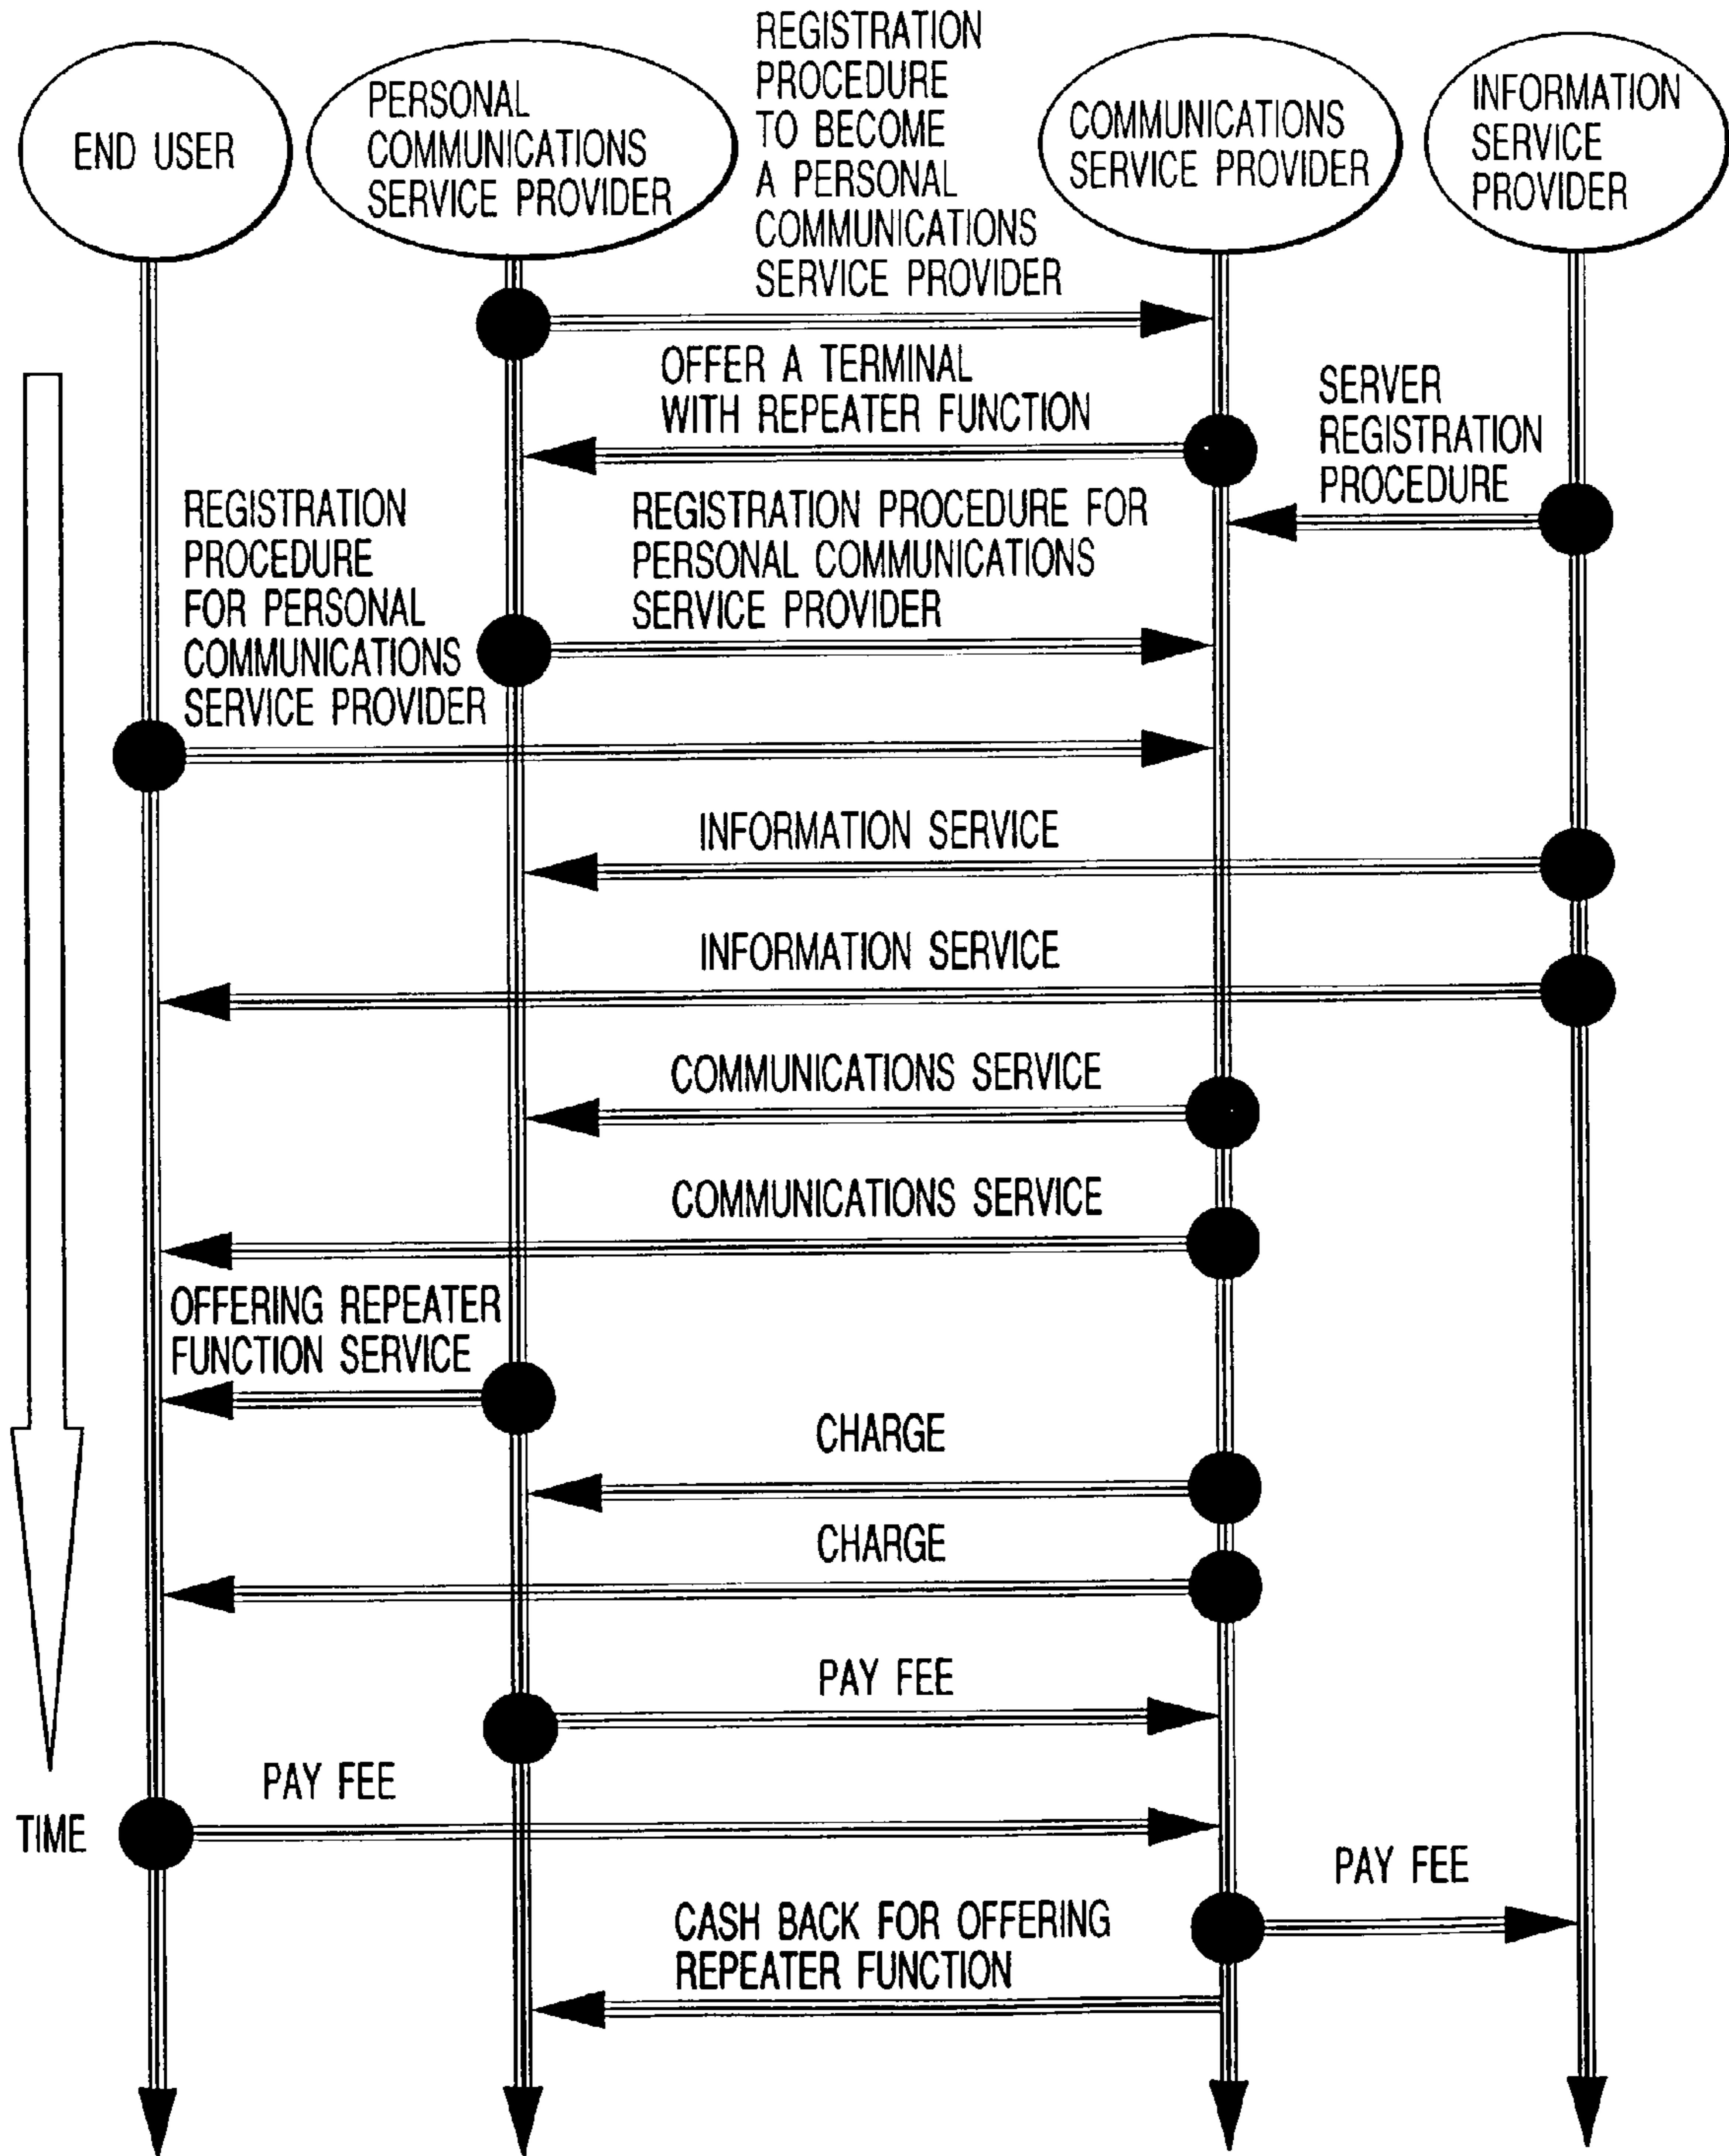 END USER
PERSONAL
COMMUNICATIONS
SERVICE PROVIDER
REGISTRATION
PROCEDURE
TO BECOME
A PERSONAL
COMMUNICATIONS
SERVICE PROVIDER
COMMUNICATIONS
SERVICE PROVIDER
INFORMATION
SERVICE
PROVIDER
OFFER A TERMINAL
WITH REPEATER FUNCTION
SERVER
REGISTRATION
PROCEDURE
REGISTRATION
PROCEDURE
FOR PERSONAL
COMMUNICATIONS
SERVICE PROVIDER
REGISTRATION PROCEDURE FOR
PERSONAL COMMUNICATIONS
SERVICE PROVIDER
INFORMATION SERVICE
INFORMATION SERVICE
COMMUNICATIONS SERVICE
COMMUNICATIONS SERVICE
OFFERING REPEATER
FUNCTION SERVICE
CHARGE
CHARGE
PAY FEE
PAY FEE
TIME
PAY FEE
CASH BACK FOR OFFERING
REPEATER FUNCTION